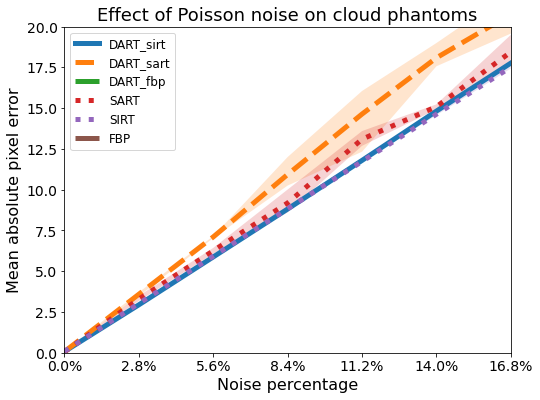 Effect of Poisson noise on cloud phantoms
Mean absolute pixel error
20.0
17.5
15.0
12.5
10.0
7.5
5.0
2.5
0.0
DART_sirt
DART_sart
DART_fbp
SART
SIRT
FBP
0.0% 2.8% 5.6% 8.4% 11.2% 14.0% 16.8%
Noise percentage